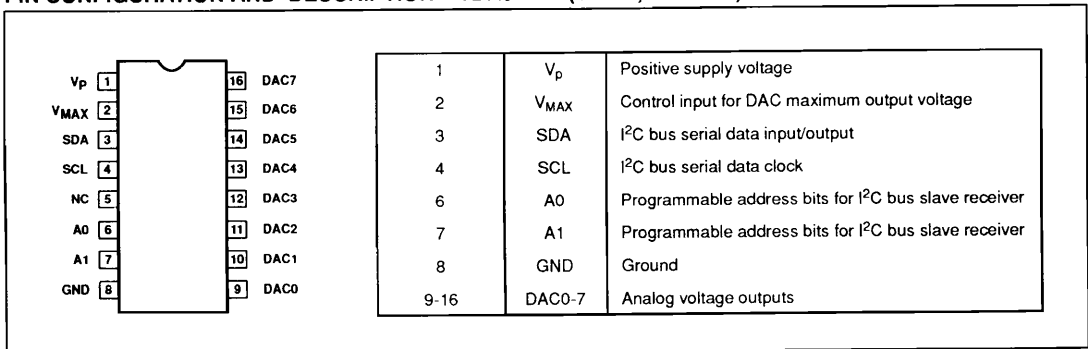 1 Vp Positive supply voltage
2 VMAX Control input for DAC maximum output voltage
3 SDA I2C bus serial data input/output
4 SCL I2C bus serial data clock
6 A0 Programmable address bits for I2C bus slave receiver
7 A1 Programmable address bits for I2C bus slave receiver
8 GND Ground
9-16 DAC0-7 Analog voltage outputs
Vp 1 16 DAC7
VMAX 2 15 DAC6
SDA 3 14 DAC5
SCL 4 13 DAC4
NC 5 12 DAC3
A0 6 11 DAC2
A1 7 10 DAC1
GND 8 9 DAC0